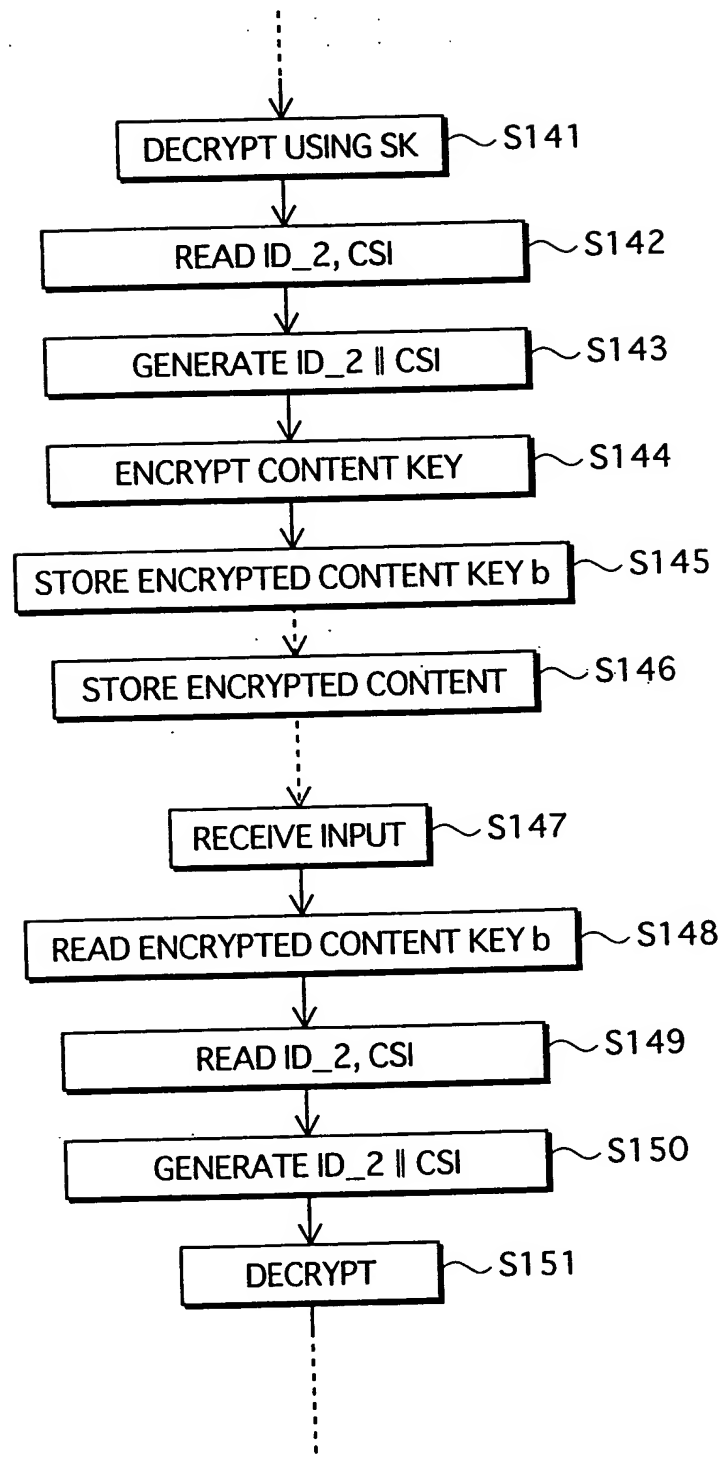 DECRYPT USING SK S141
READ ID_2, CSI S142
GENERATE ID_2 || CSI S143
ENCRYPT CONTENT KEY S144
STORE ENCRYPTED CONTENT KEY b S145
STORE ENCRYPTED CONTENT S146
RECEIVE INPUT S147
READ ENCRYPTED CONTENT KEY b S148
READ ID_2, CSI S149
GENERATE ID_2 || CSI S150
DECRYPT S151